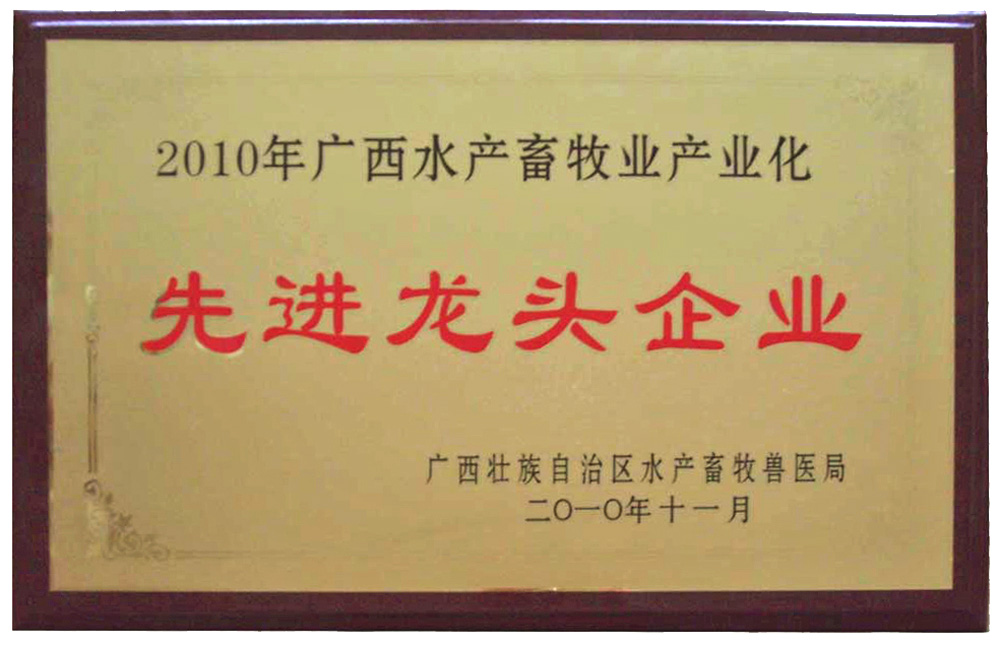 2010年广西水产畜牧业产业化
先进龙头企业
广西壮族自治区水产畜牧兽医局
二〇一〇年十一月